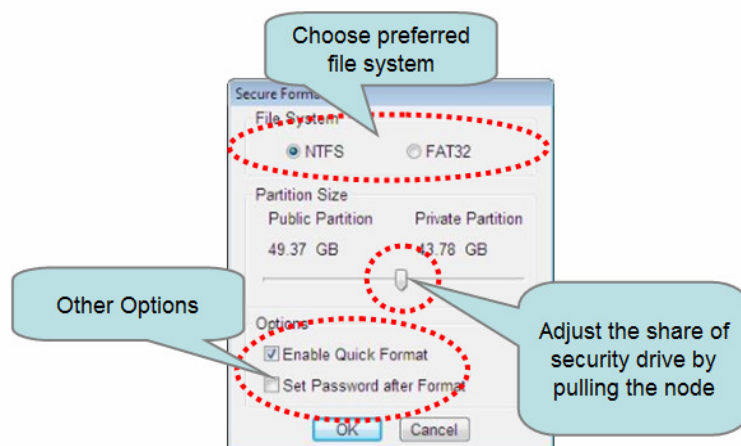 Choose preferred
file system
Secure Forma
File System
NTFS FAT32
Partition Size
Public Partition Private Partition
49.37 GB 43.78 GB
Other Options
Options
Enable Quick Format
Set Password after Format
Adjust the share of
security drive by
pulling the node
OK Cancel